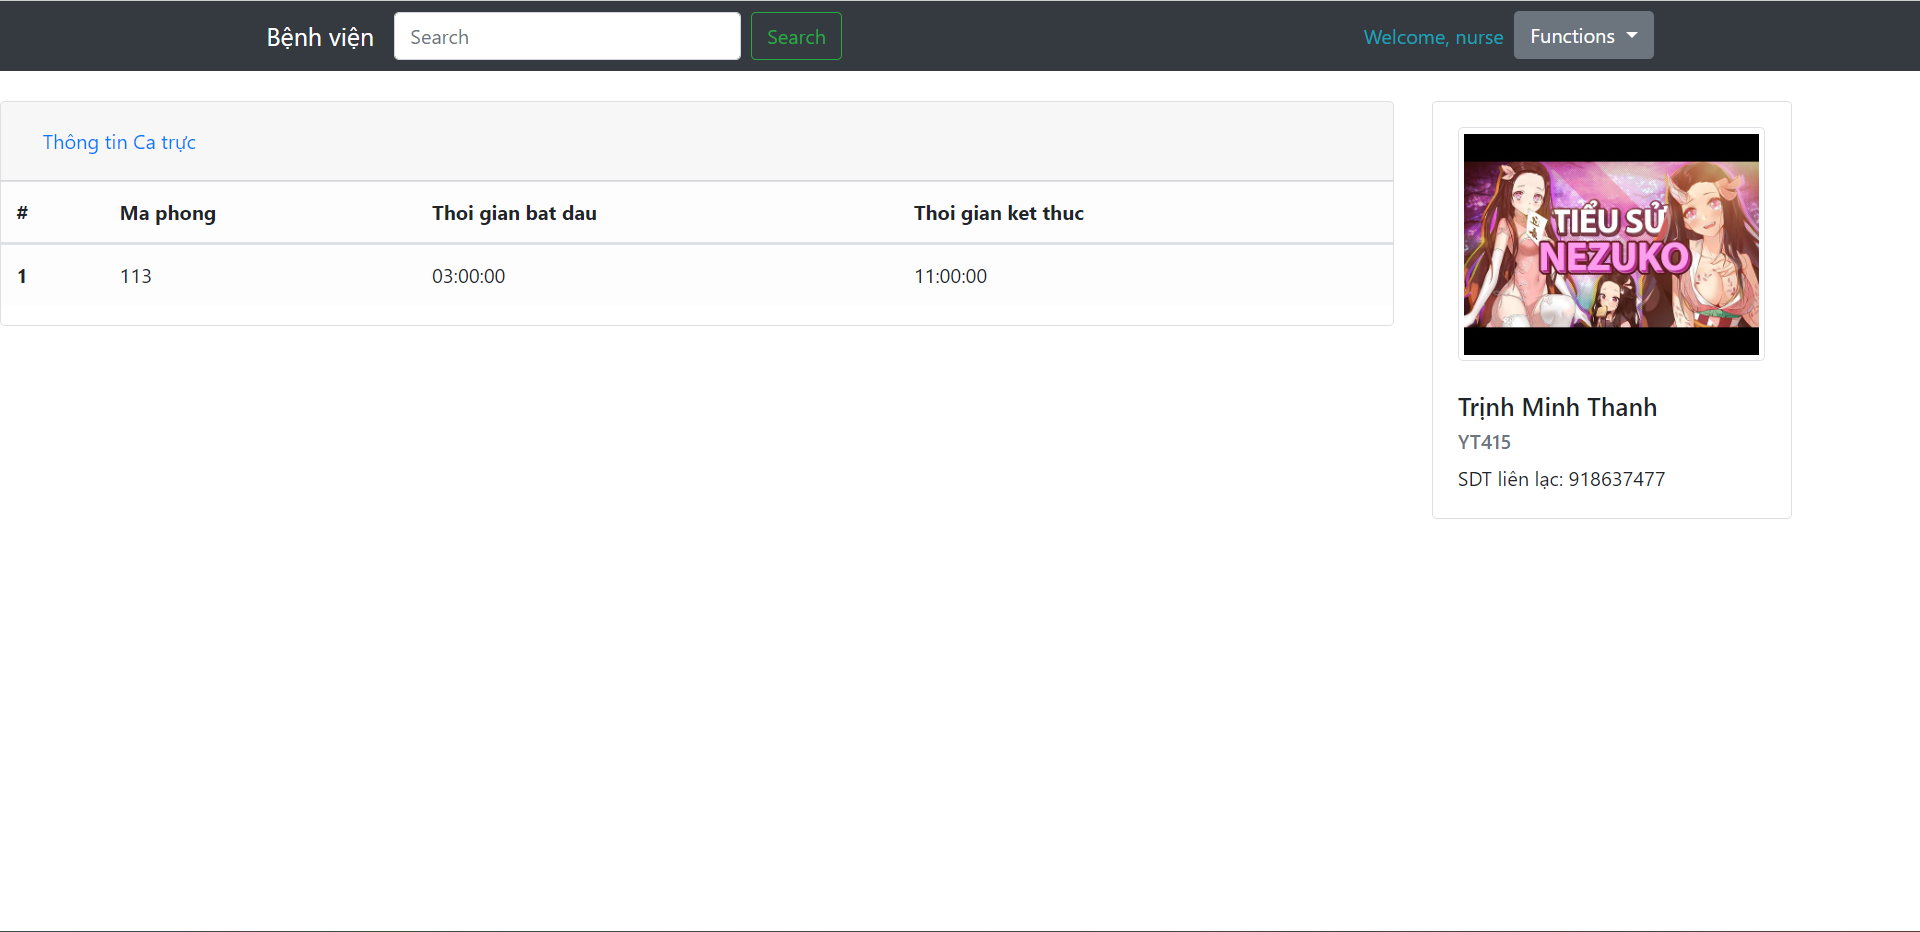 Bệnh viện Search Search Welcome, nurse Functions
Thông tin Ca trực
# Ma phong Thoi gian bat dau Thoi gian ket thuc
1 113 03:00:00 11:00:00
TIỂU SỬ
NEZUKO
Trịnh Minh Thanh
YT415
SDT liên lạc: 918637477